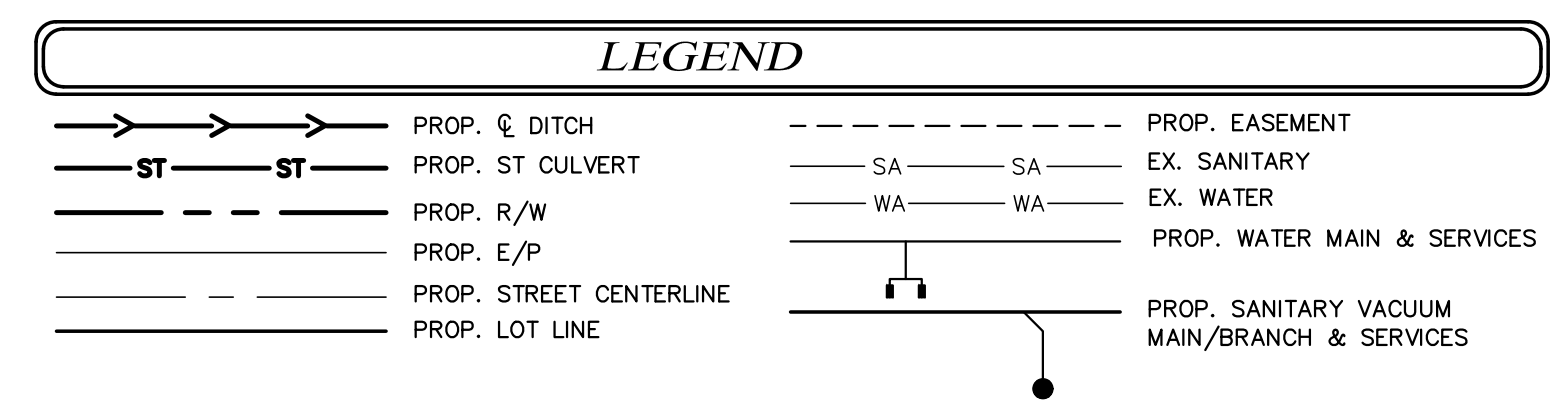 LEGEND
PROP. ℄ DITCH
ST ST PROP. ST CULVERT
PROP. R/W
PROP. E/P
PROP. STREET CENTERLINE
PROP. LOT LINE
PROP. EASEMENT
SA SA EX. SANITARY
WA WA EX. WATER
PROP. WATER MAIN & SERVICES
PROP. SANITARY VACUUM
MAIN/BRANCH & SERVICES